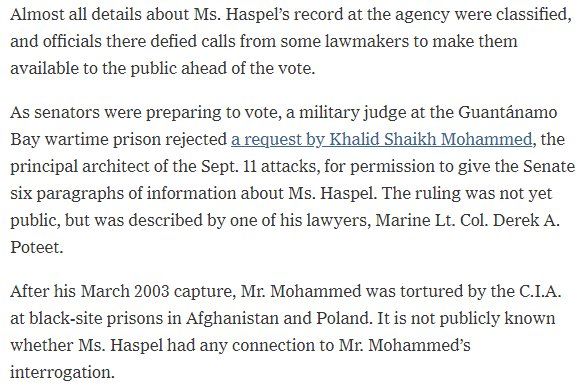 Almost all details about Ms. Haspel’s record at the agency were classified,
and officials there defied calls from some lawmakers to make them
available to the public ahead of the vote.
As senators were preparing to vote, a military judge at the Guantánamo
Bay wartime prison rejected a request by Khalid Shaikh Mohammed, the
principal architect of the Sept. 11 attacks, for permission to give the Senate
six paragraphs of information about Ms. Haspel. The ruling was not yet
public, but was described by one of his lawyers, Marine Lt. Col. Derek A.
Poteet.
After his March 2003 capture, Mr. Mohammed was tortured by the C.I.A.
at black-site prisons in Afghanistan and Poland. It is not publicly known
whether Ms. Haspel had any connection to Mr. Mohammed’s
interrogation.